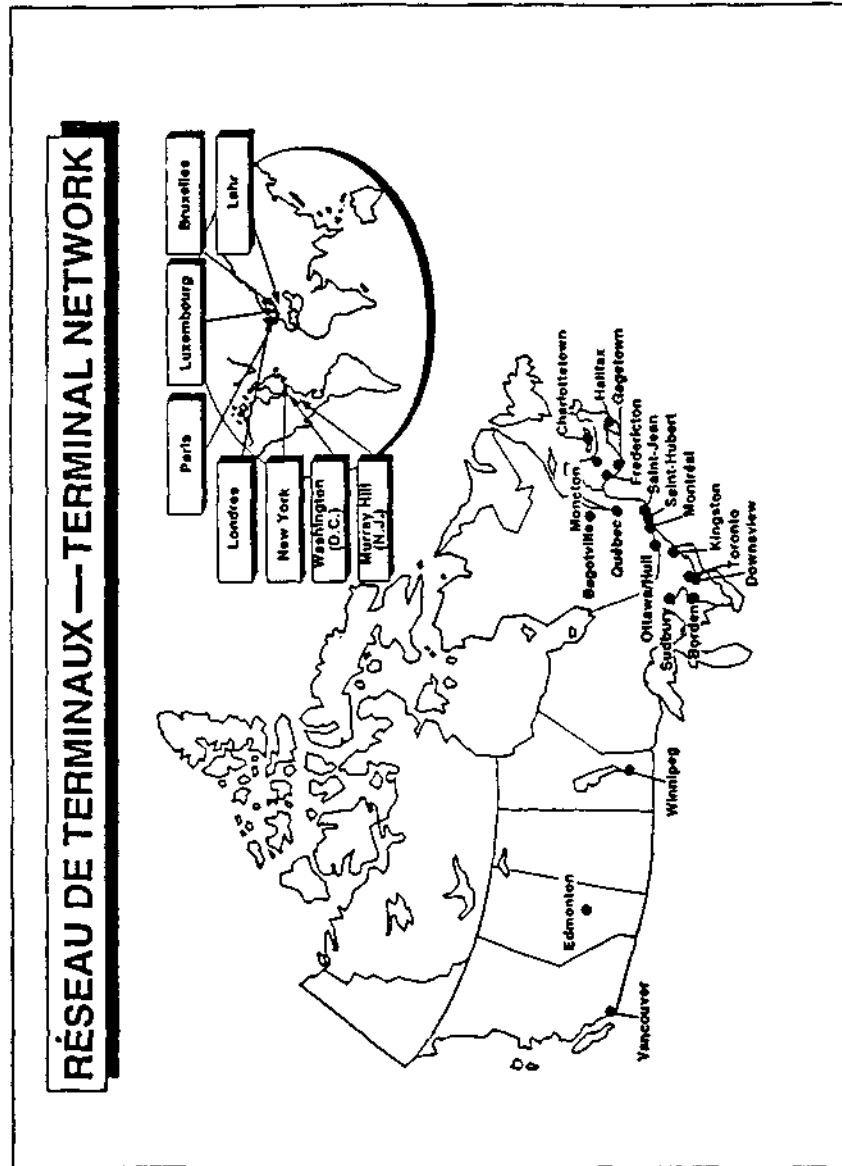 RÉSEAU DE TERMINAUX — TERMINAL NETWORK
Paris
Luxembourg
Bruxelles
Londres
Lahr
New York
Washington
(D.C.)
Murray Hill
(N.J.)
Charlottetown
Moncton
Halifax
Bagotville
Gagetown
Québec
Fredericton
Saint-Jean
Saint-Hubert
Ottawa/Hull
Montréal
Sudbury
Kingston
Borden
Toronto
Downsview
Edmonton
Winnipeg
Vancouver